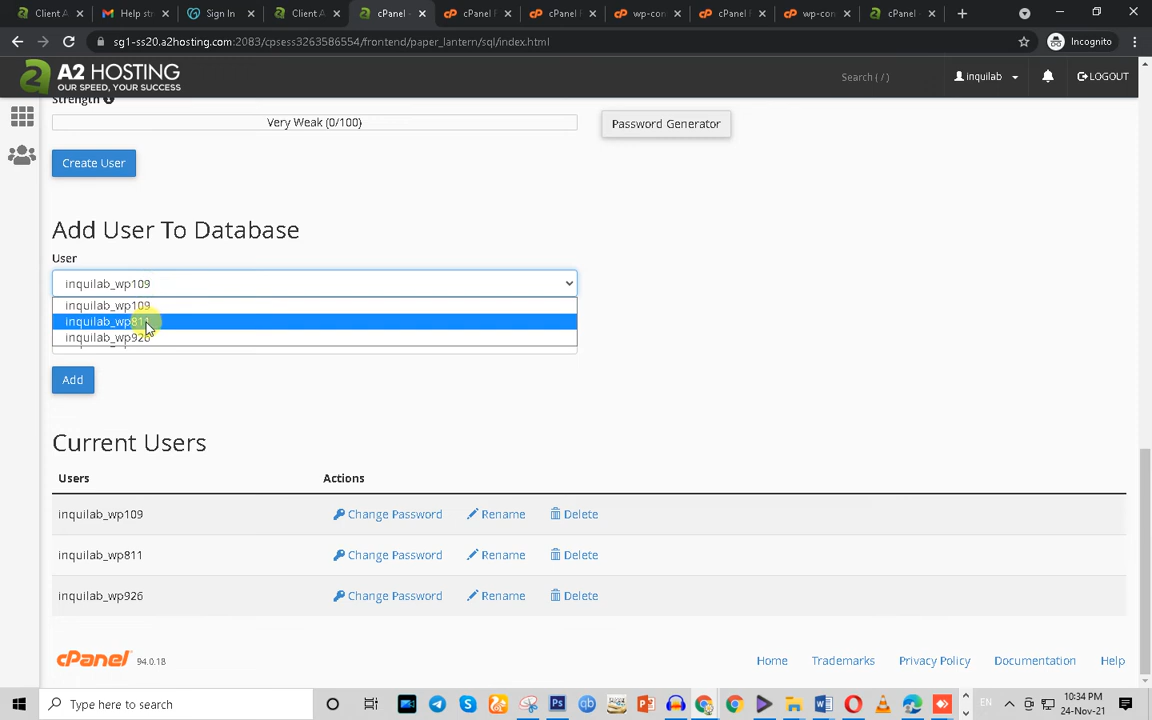 Client A
Help str
Sign In
Client A
cPanel -
cPanel F
cPanel F
wp-con
cPanel F
wp-con
cPanel
sg1-ss20.a2hosting.com:2083/cpsess3263586554/frontend/paper_lantern/sql/index.html
Incognito
A2 HOSTING
OUR SPEED, YOUR SUCCESS
Search ( / )
inquilab
LOGOUT
Strength
Very Weak (0/100)
Password Generator
Create User
Add User To Database
User
inquilab_wp109
inquilab_wp109
inquilab_wp811
inquilab_wp926
Add
Current Users
Users Actions
inquilab_wp109 Change Password Rename Delete
inquilab_wp811 Change Password Rename Delete
inquilab_wp926 Change Password Rename Delete
cPanel 94.0.18
Home Trademarks Privacy Policy Documentation Help
Type here to search
EN
10:34 PM
24-Nov-21